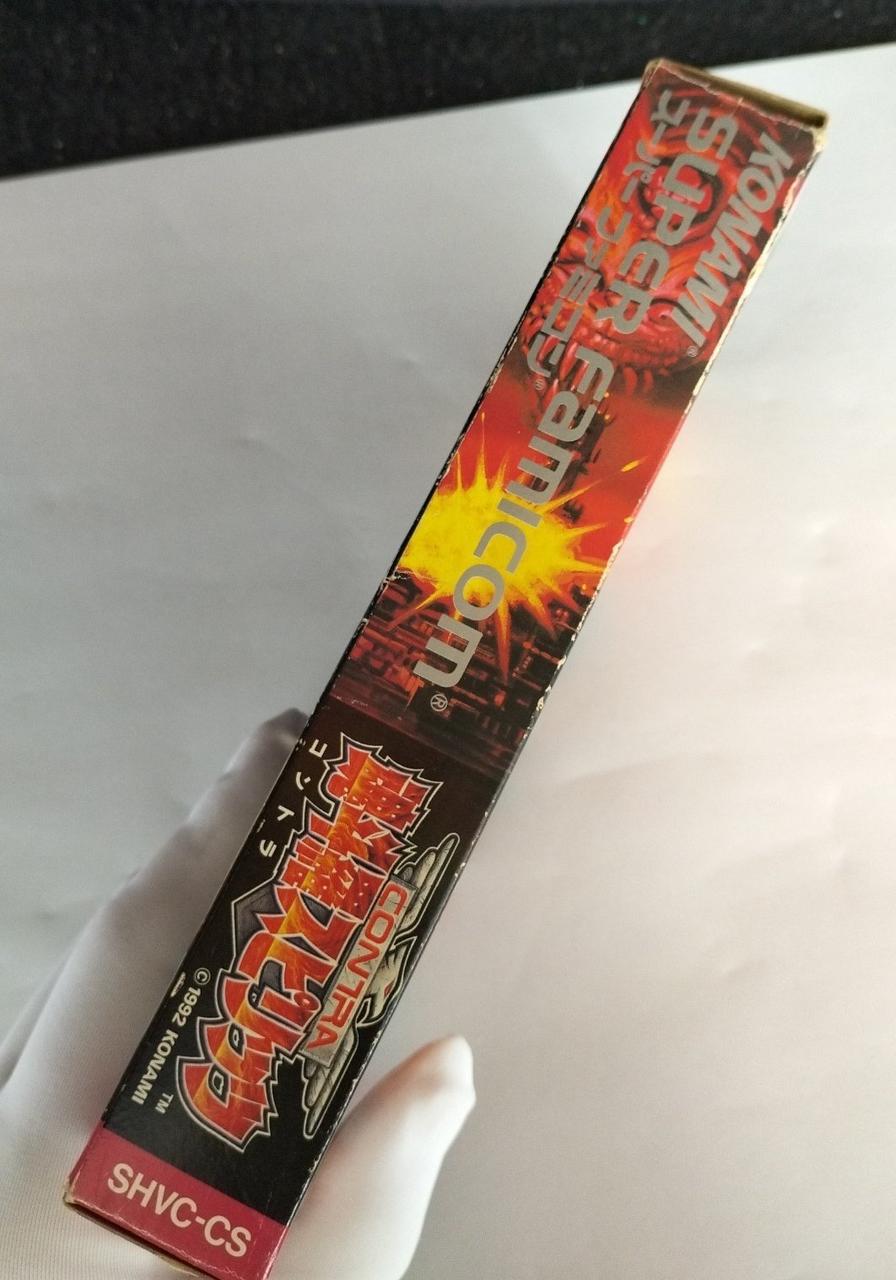 KONAMI®
SUPER Famicom®
スーパーファミコン®
CONTRA
魂斗羅スピリッツ
コントラ
™
©1992 KONAMI
SHVC-CS